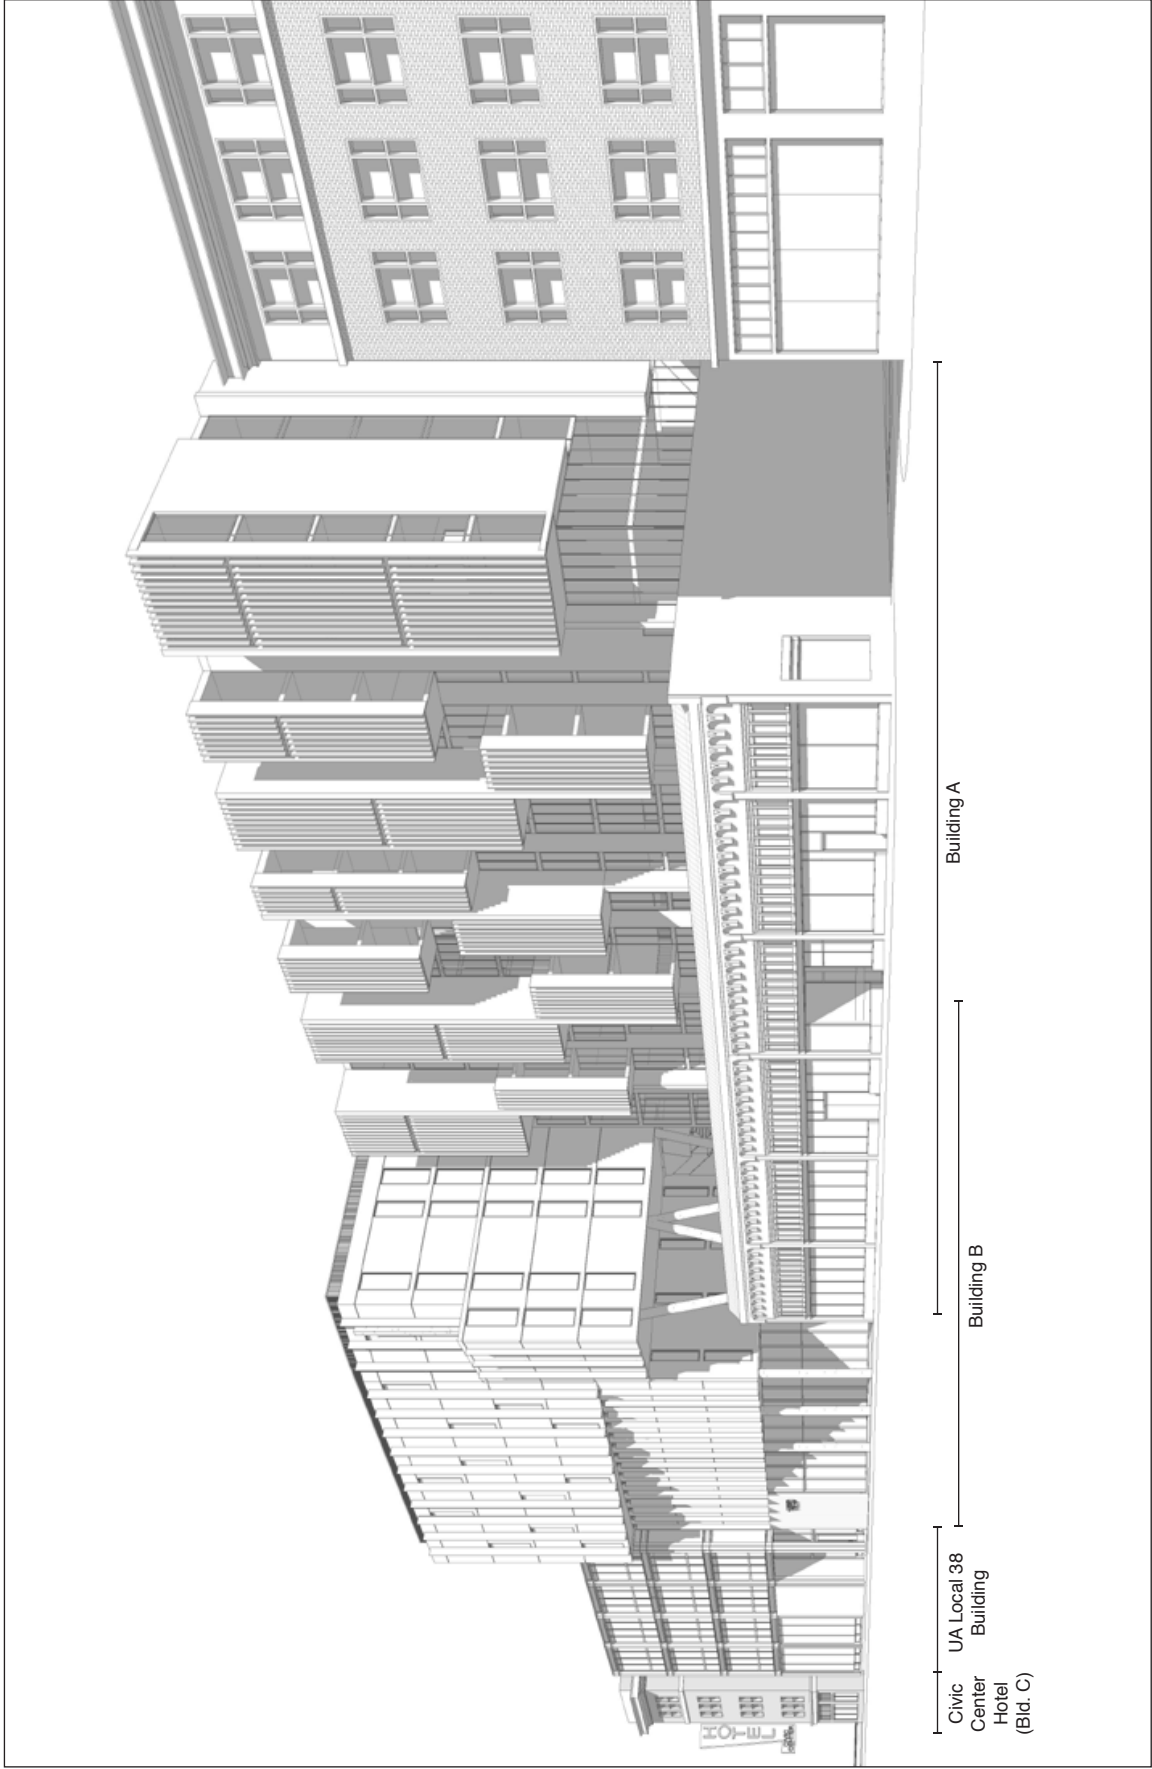 HOTEL
Civic
Center
Hotel
(Bld. C)
UA Local 38
Building
Building B
Building A